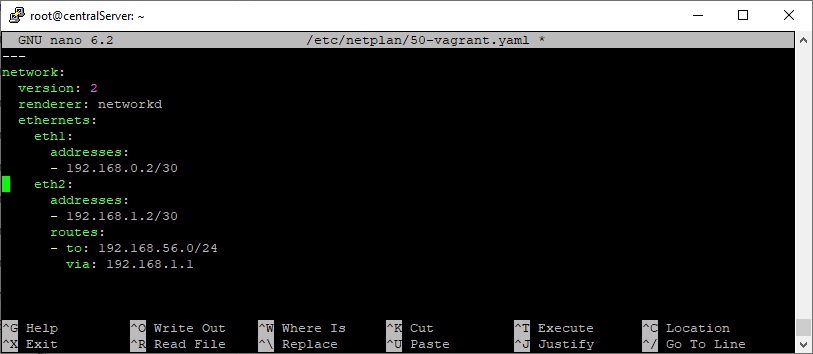 root@centralServer: ~
GNU nano 6.2 /etc/netplan/50-vagrant.yaml *
---
network:
  version: 2
  renderer: networkd
  ethernets:
    eth1:
      addresses:
      - 192.168.0.2/30
    eth2:
      addresses:
      - 192.168.1.2/30
      routes:
      - to: 192.168.56.0/24
        via: 192.168.1.1
^G Help ^O Write Out ^W Where Is ^K Cut ^T Execute ^C Location
^X Exit ^R Read File ^\ Replace ^U Paste ^J Justify ^/ Go To Line